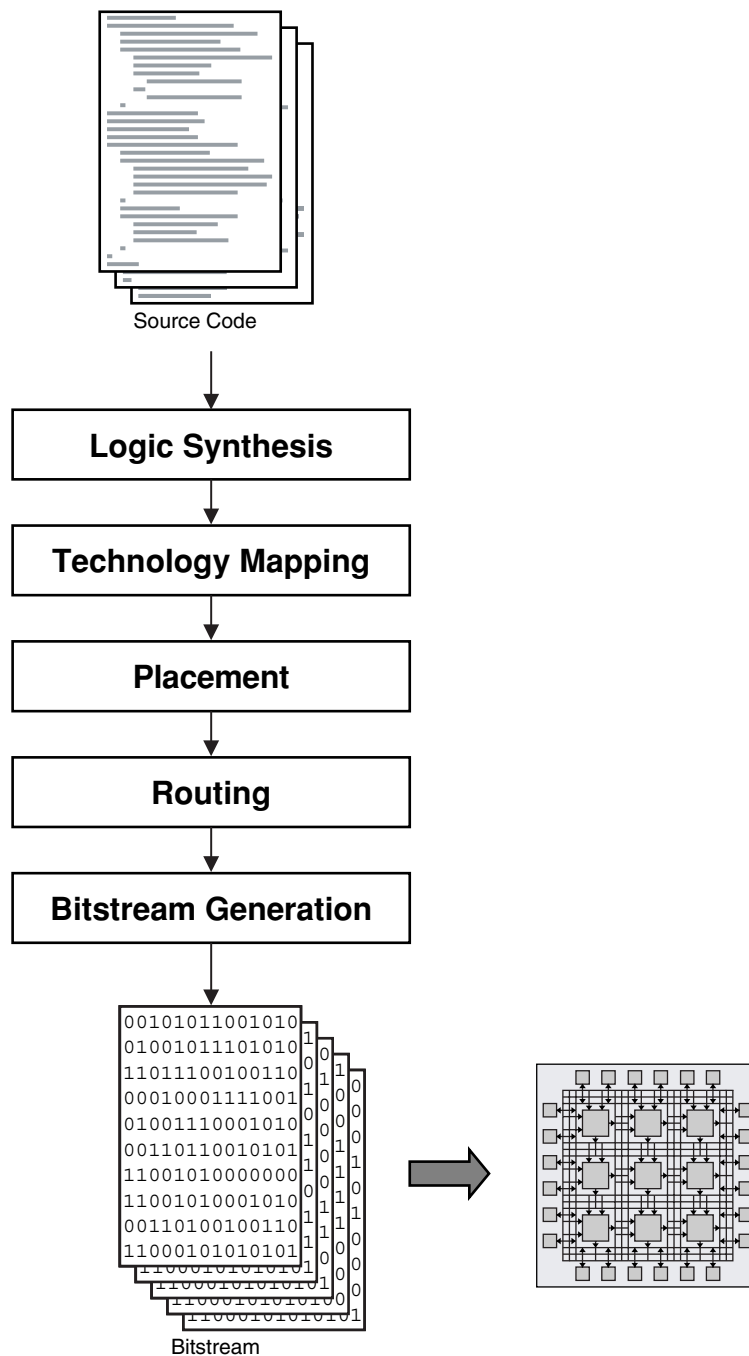 Source Code
Logic Synthesis
Technology Mapping
Placement
Routing
Bitstream Generation
00101011001010
01001011101010
11011100100110
00010001111001
01001110001010
00110110010101
11001010000000
11001010001010
00110100100110
11000101010101
Bitstream